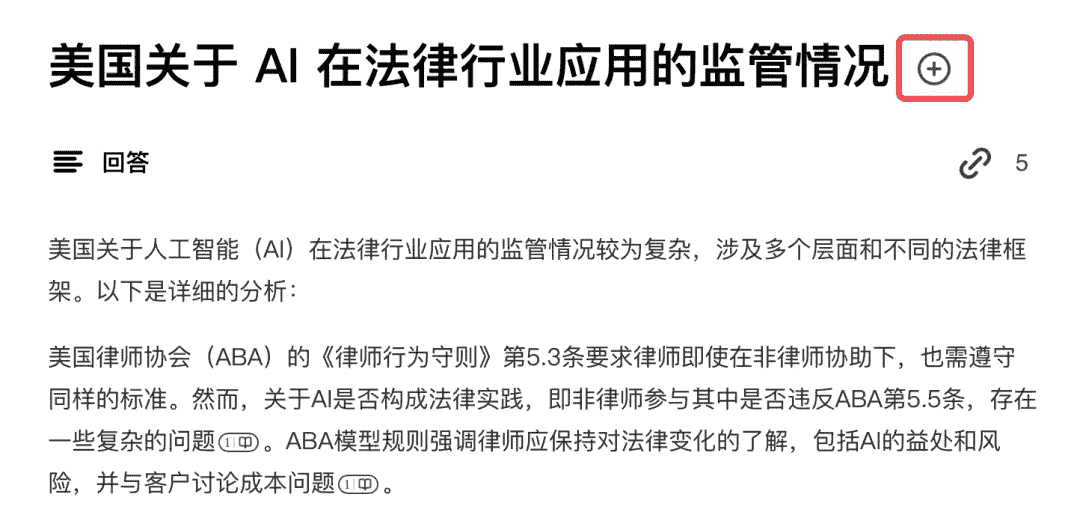 美国关于 AI 在法律行业应用的监管情况
回答
5
美国关于人工智能（AI）在法律行业应用的监管情况较为复杂，涉及多个层面和不同的法律框
架。以下是详细的分析：
美国律师协会（ABA）的《律师行为守则》第5.3条要求律师即使在非律师协助下，也需遵守
同样的标准。然而，关于AI是否构成法律实践，即非律师参与其中是否违反ABA第5.5条，存在
一些复杂的问题1。ABA模型规则强调律师应保持对法律变化的了解，包括AI的益处和风
险，并与客户讨论成本问题1。